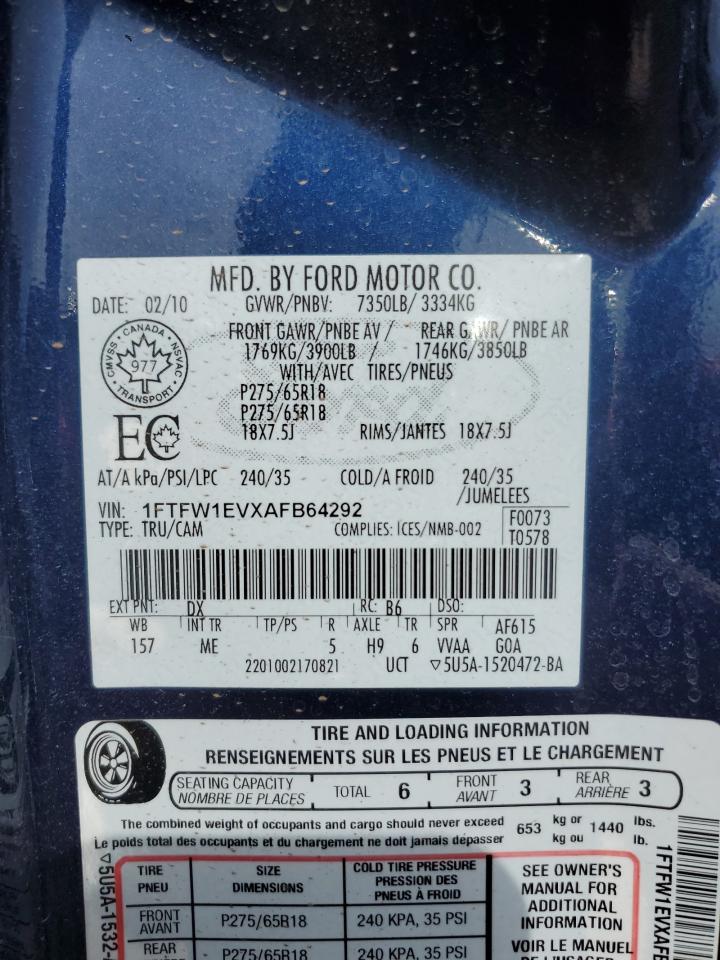 MFD. BY FORD MOTOR CO.
DATE: 02/10 GVWR/PNBV: 7350LB/ 3334KG
FRONT GAWR/PNBE AV / REAR GAWR/ PNBE AR
1769KG/3900LB / 1746KG/3850LB
WITH/AVEC TIRES/PNEUS
P275/65R18
P275/65R18
18X7.5J RIMS/JANTES 18X7.5J
CANADA
CMVSS NSVAC
977
TRANSPORT
EC
AT/A kPa/PSI/LPC 240/35 COLD/A FROID 240/35
/JUMELEES
VIN: 1FTFW1EVXAFB64292
TYPE: TRU/CAM COMPLIES: ICES/NMB-002
F0073
T0578
EXT PNT: DX RC: B6 DSO:
WB INT TR TP/PS R AXLE TR SPR AF615
157 ME 5 H9 6 VVAA GOA
2201002170821 UCT ▽5U5A-1520472-BA
TIRE AND LOADING INFORMATION
RENSEIGNEMENTS SUR LES PNEUS ET LE CHARGEMENT
SEATING CAPACITY TOTAL 6 FRONT 3 REAR 3
NOMBRE DE PLACES AVANT ARRIÈRE
The combined weight of occupants and cargo should never exceed 653 kg or 1440 lbs.
Le poids total des occupants et du chargement ne doit jamais dépasser kg ou lb.
TIRE SIZE COLD TIRE PRESSURE
PNEU DIMENSIONS PRESSION DES
PNEUS À FROID
FRONT P275/65R18 240 KPA, 35 PSI
AVANT
REAR P275/65R18 240 KPA, 35 PSI
SEE OWNER'S
MANUAL FOR
ADDITIONAL
INFORMATION
VOIR LE MANUEL
▽5U5A-1532-
1FTFW1EVXAFB